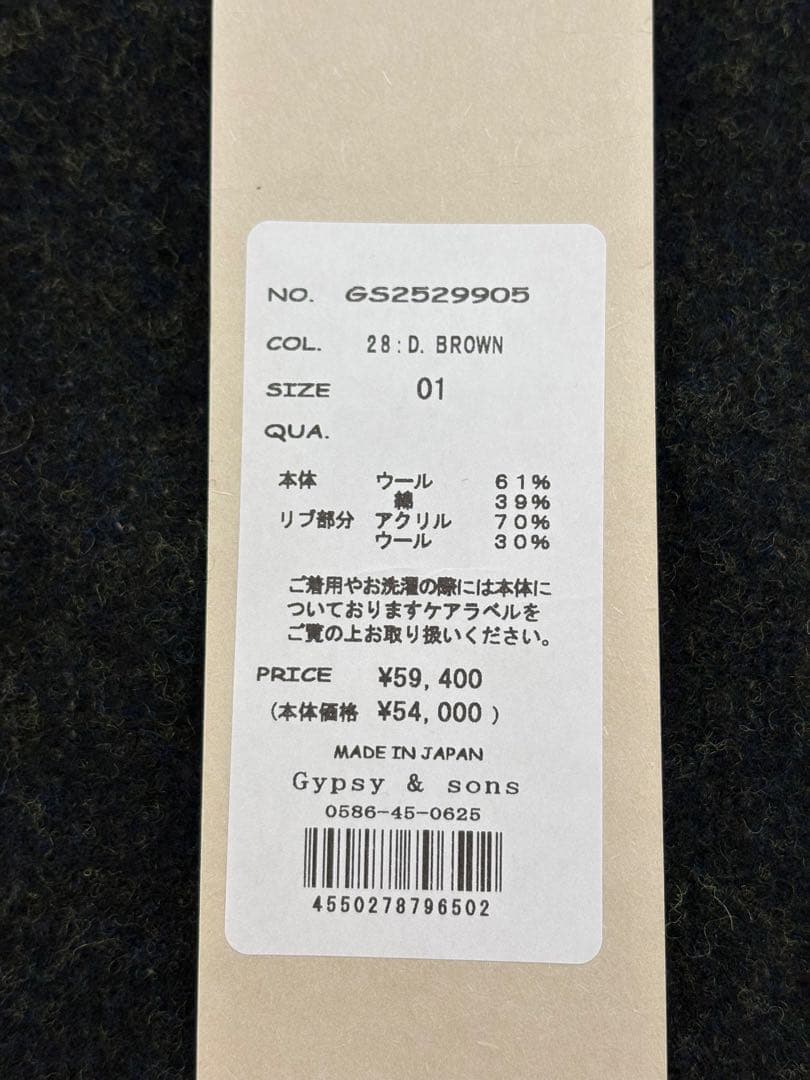 NO. GS2529905
COL. 28:D. BROWN
SIZE 01
QUA.
本体 ウール 61%
綿 39%
リブ部分 アクリル 70%
ウール 30%
ご着用やお洗濯の際には本体に
ついておりますケアラベルを
ご覧の上お取り扱いください。
PRICE ¥59,400
(本体価格 ¥54,000 )
MADE IN JAPAN
Gypsy & sons
0586-45-0625
4550278796502